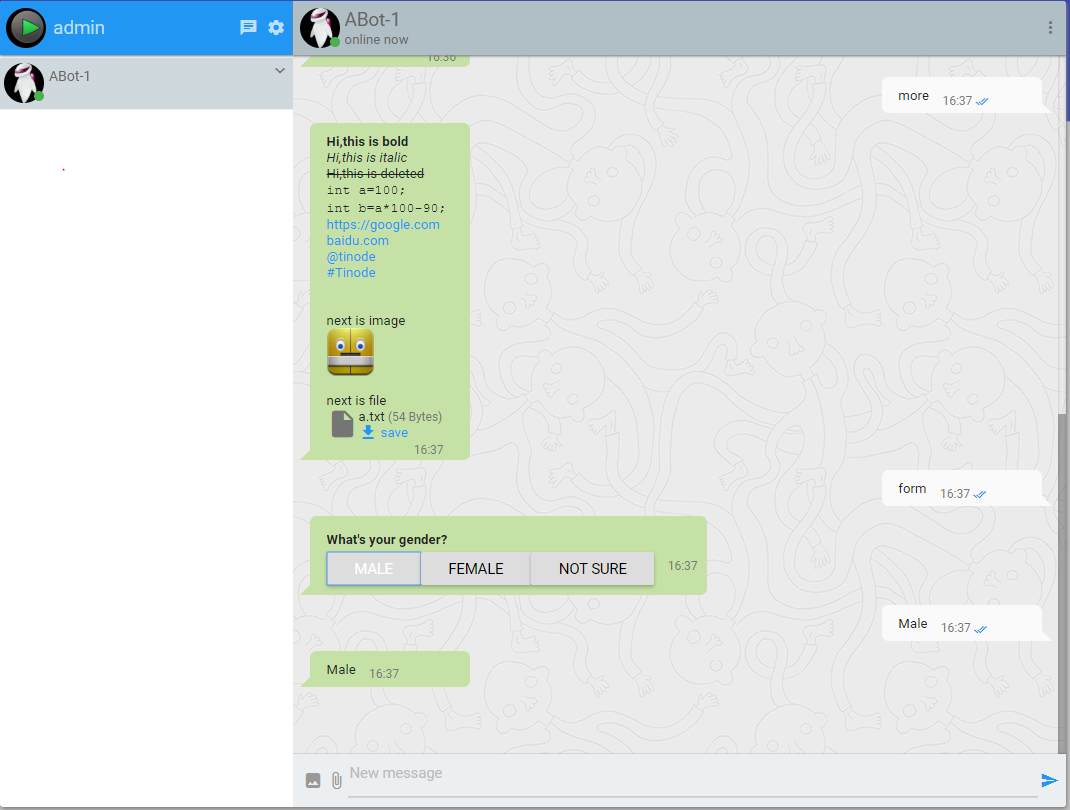 admin
ABot-1
ABot-1
online now
16:36
more 16:37
Hi,this is bold
Hi,this is italic
Hi,this is deleted
int a=100;
int b=a*100-90;
https://google.com
baidu.com
@tinode
#Tinode
next is image
next is file
a.txt (54 Bytes)
save
16:37
form 16:37
What's your gender?
MALE FEMALE NOT SURE 16:37
Male 16:37
Male 16:37
New message